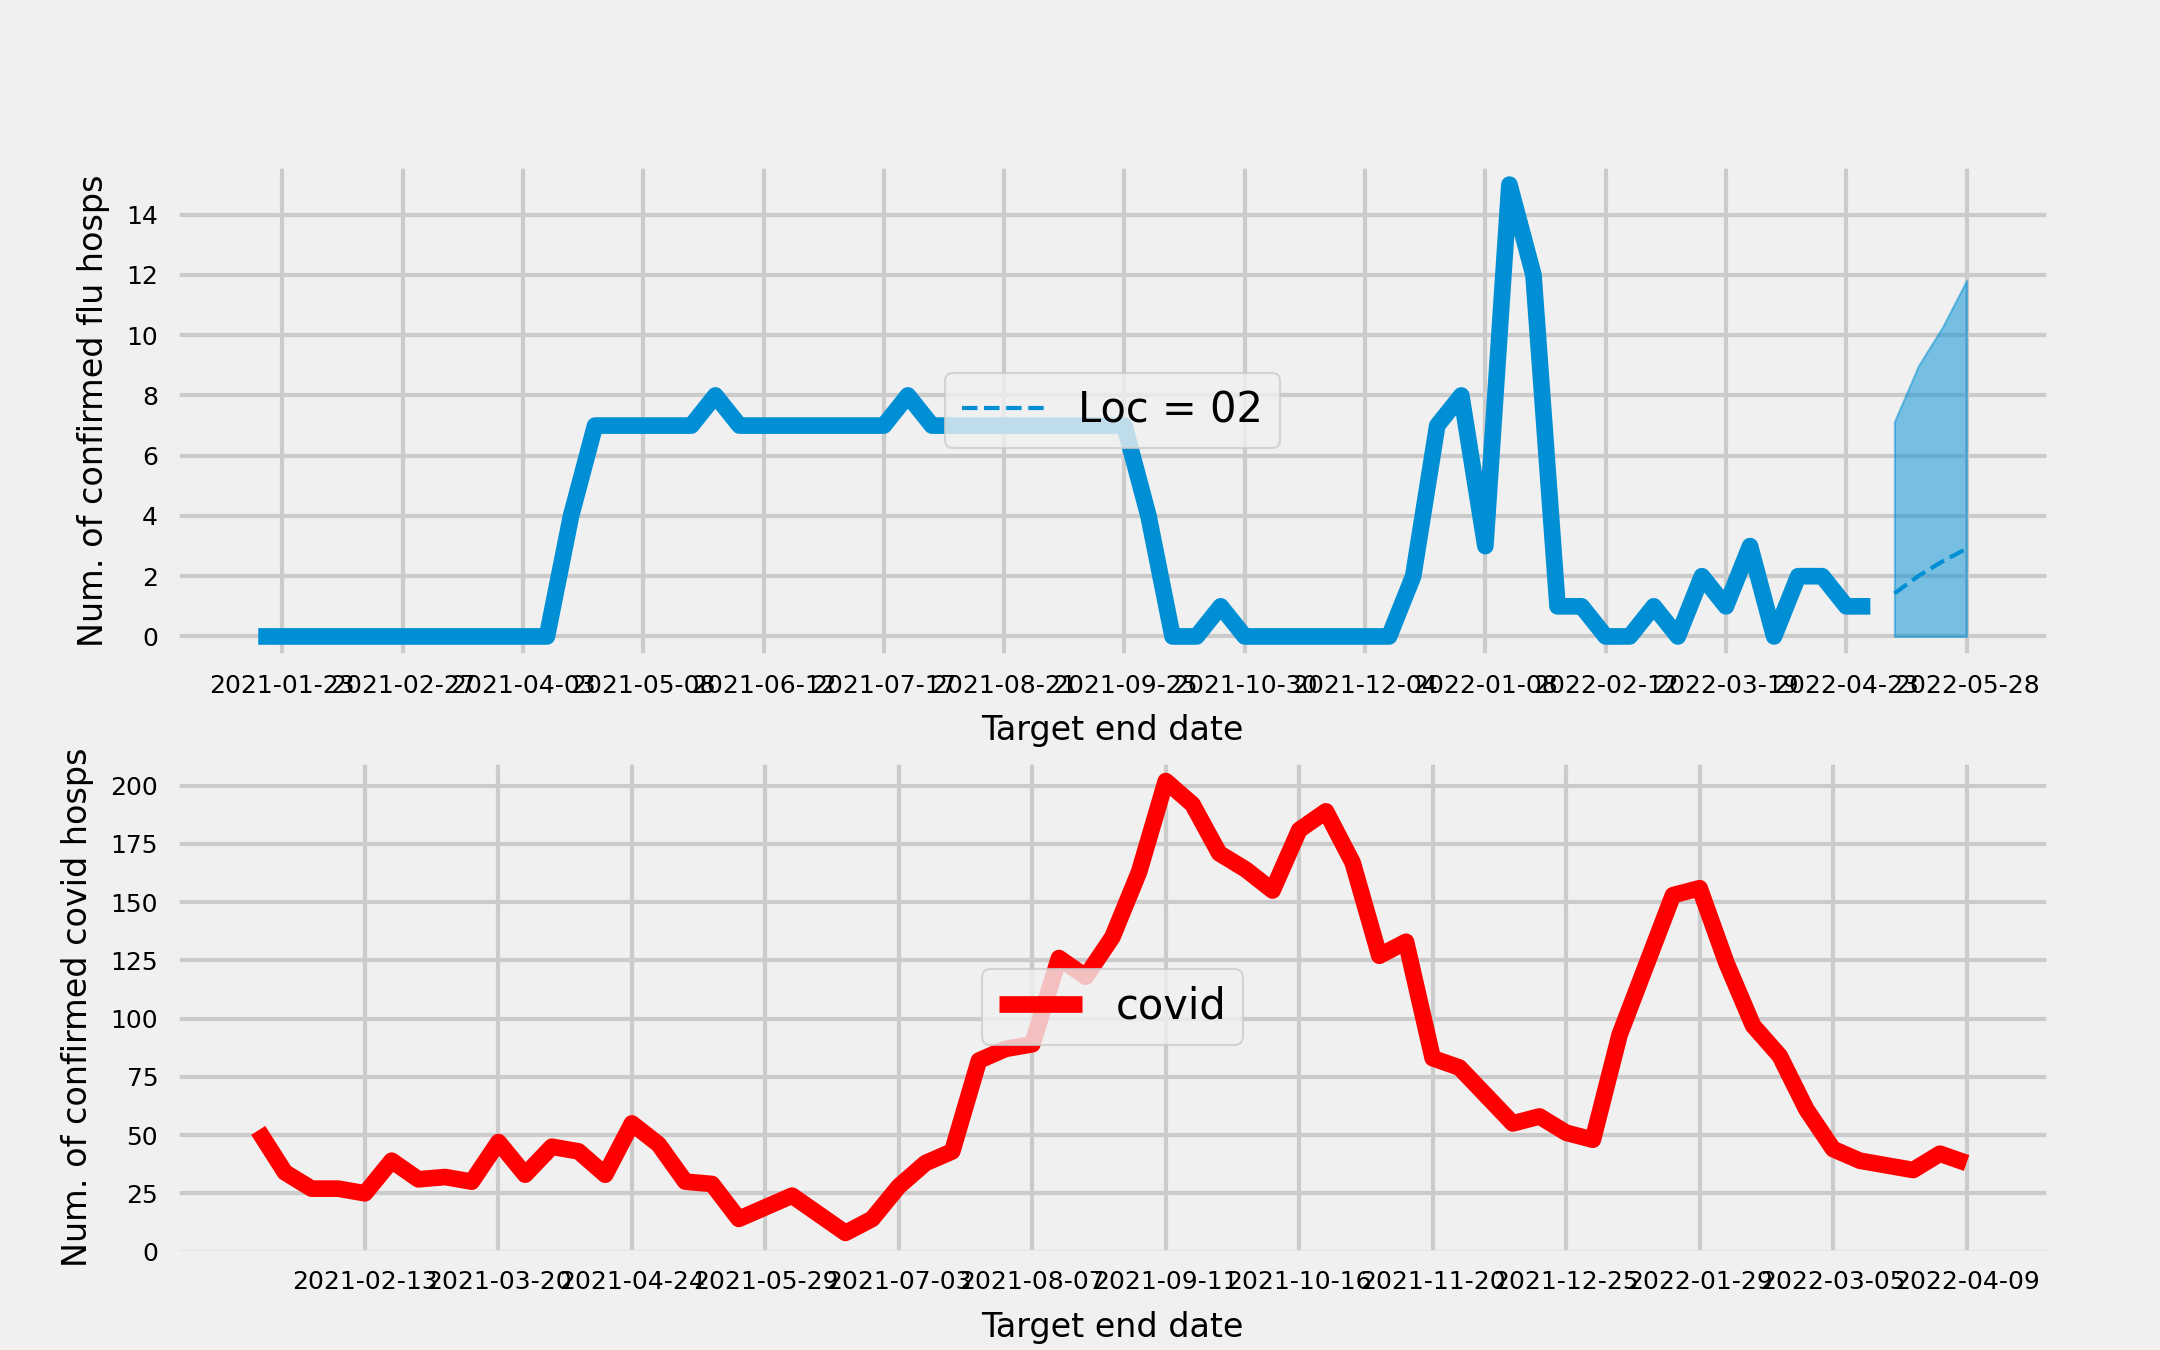 Num. of confirmed flu hosps
14
12
10
8
6
4
2
0
Loc = 02
2021-01-23 2021-02-27 2021-04-03 2021-05-08 2021-06-12 2021-07-17 2021-08-21 2021-09-25 2021-10-30 2021-12-04 2022-01-08 2022-02-12 2022-03-19 2022-04-23 2022-05-28
Target end date
Num. of confirmed covid hosps
200
175
150
125
100
75
50
25
0
covid
2021-02-13 2021-03-20 2021-04-24 2021-05-29 2021-07-03 2021-08-07 2021-09-11 2021-10-16 2021-11-20 2021-12-25 2022-01-29 2022-03-05 2022-04-09
Target end date